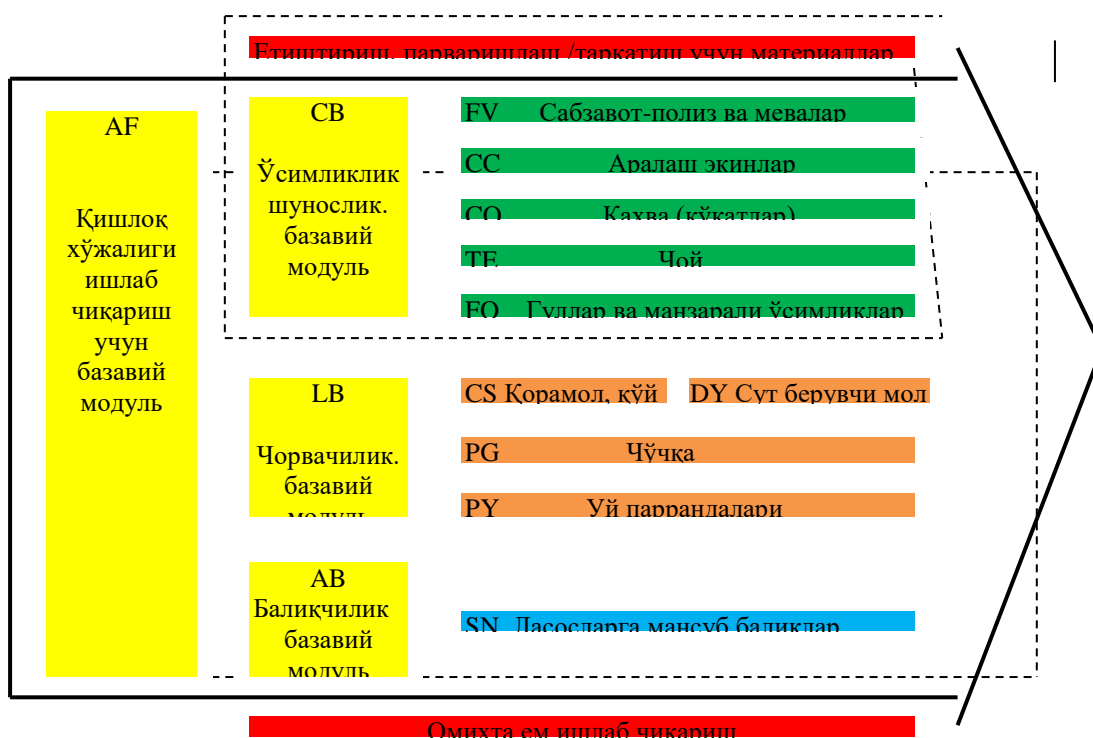 Етиштириш, парваришлаш /тарқатиш учун материаллар
AF
Қишлоқ
хўжалиги
ишлаб
чиқариш
учун
базавий
модуль
CB
Ўсимликлик
шунослик.
базавий
модуль
FV Сабзавот-полиз ва мевалар
CC Аралаш экинлар
CO Кахва (кўкатлар)
TE Чой
FO Гуллар ва манзарали ўсимликлар
LB
Чорвачилик.
базавий
модуль
CS Қорамол, қўй
DY Сут берувчи мол
PG Чўчқа
PY Уй паррандалари
AB
Балиқчилик
базавий
модуль
SN Ласосларга мансуб балиқлар
Омихта ем ишлаб чиқариш